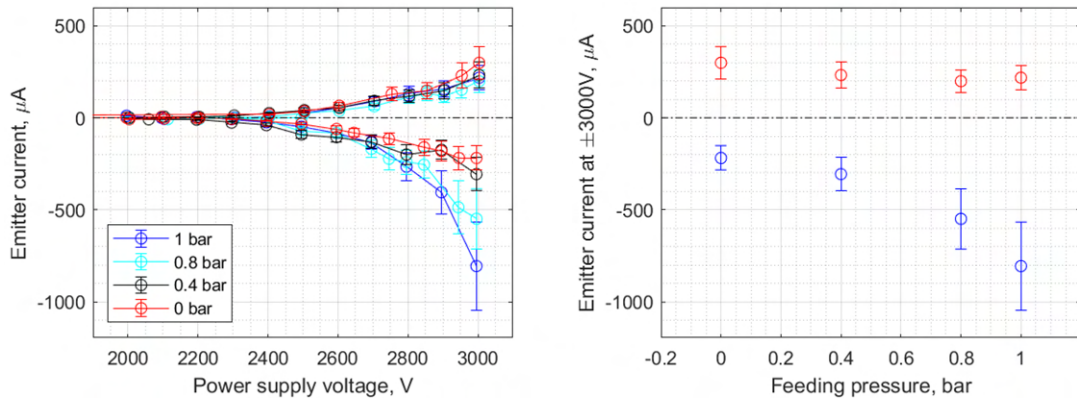 500
0
-500
-1000
Emitter current, μA
1 bar
0.8 bar
0.4 bar
0 bar
2000 2200 2400 2600 2800 3000
Power supply voltage, V
500
0
-500
-1000
Emitter current at ±3000V, μA
-0.2 0 0.2 0.4 0.6 0.8 1
Feeding pressure, bar